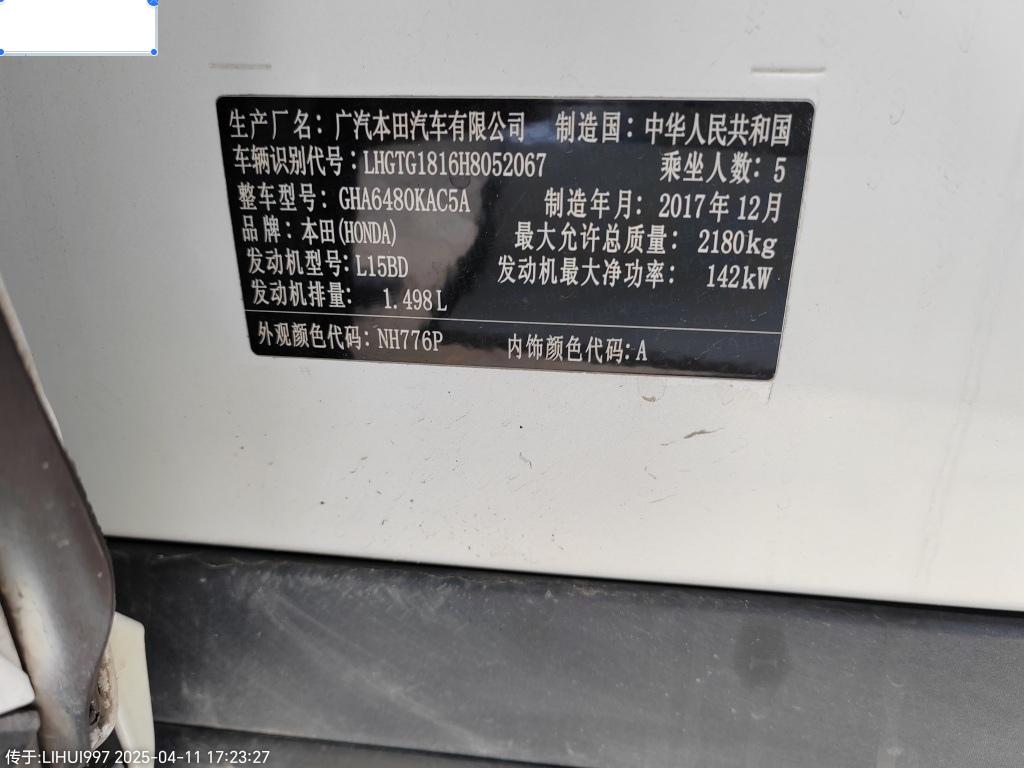 生产厂名：广汽本田汽车有限公司 制造国：中华人民共和国
车辆识别代号：LHGTG1816H8052067 乘坐人数：5
整车型号：GHA6480KAC5A 制造年月：2017年12月
品牌：本田(HONDA) 最大允许总质量：2180kg
发动机型号：L15BD 发动机最大净功率：142kW
发动机排量：1.498L
外观颜色代码：NH776P 内饰颜色代码：A
传于:LIHUI997 2025-04-11 17:23:27